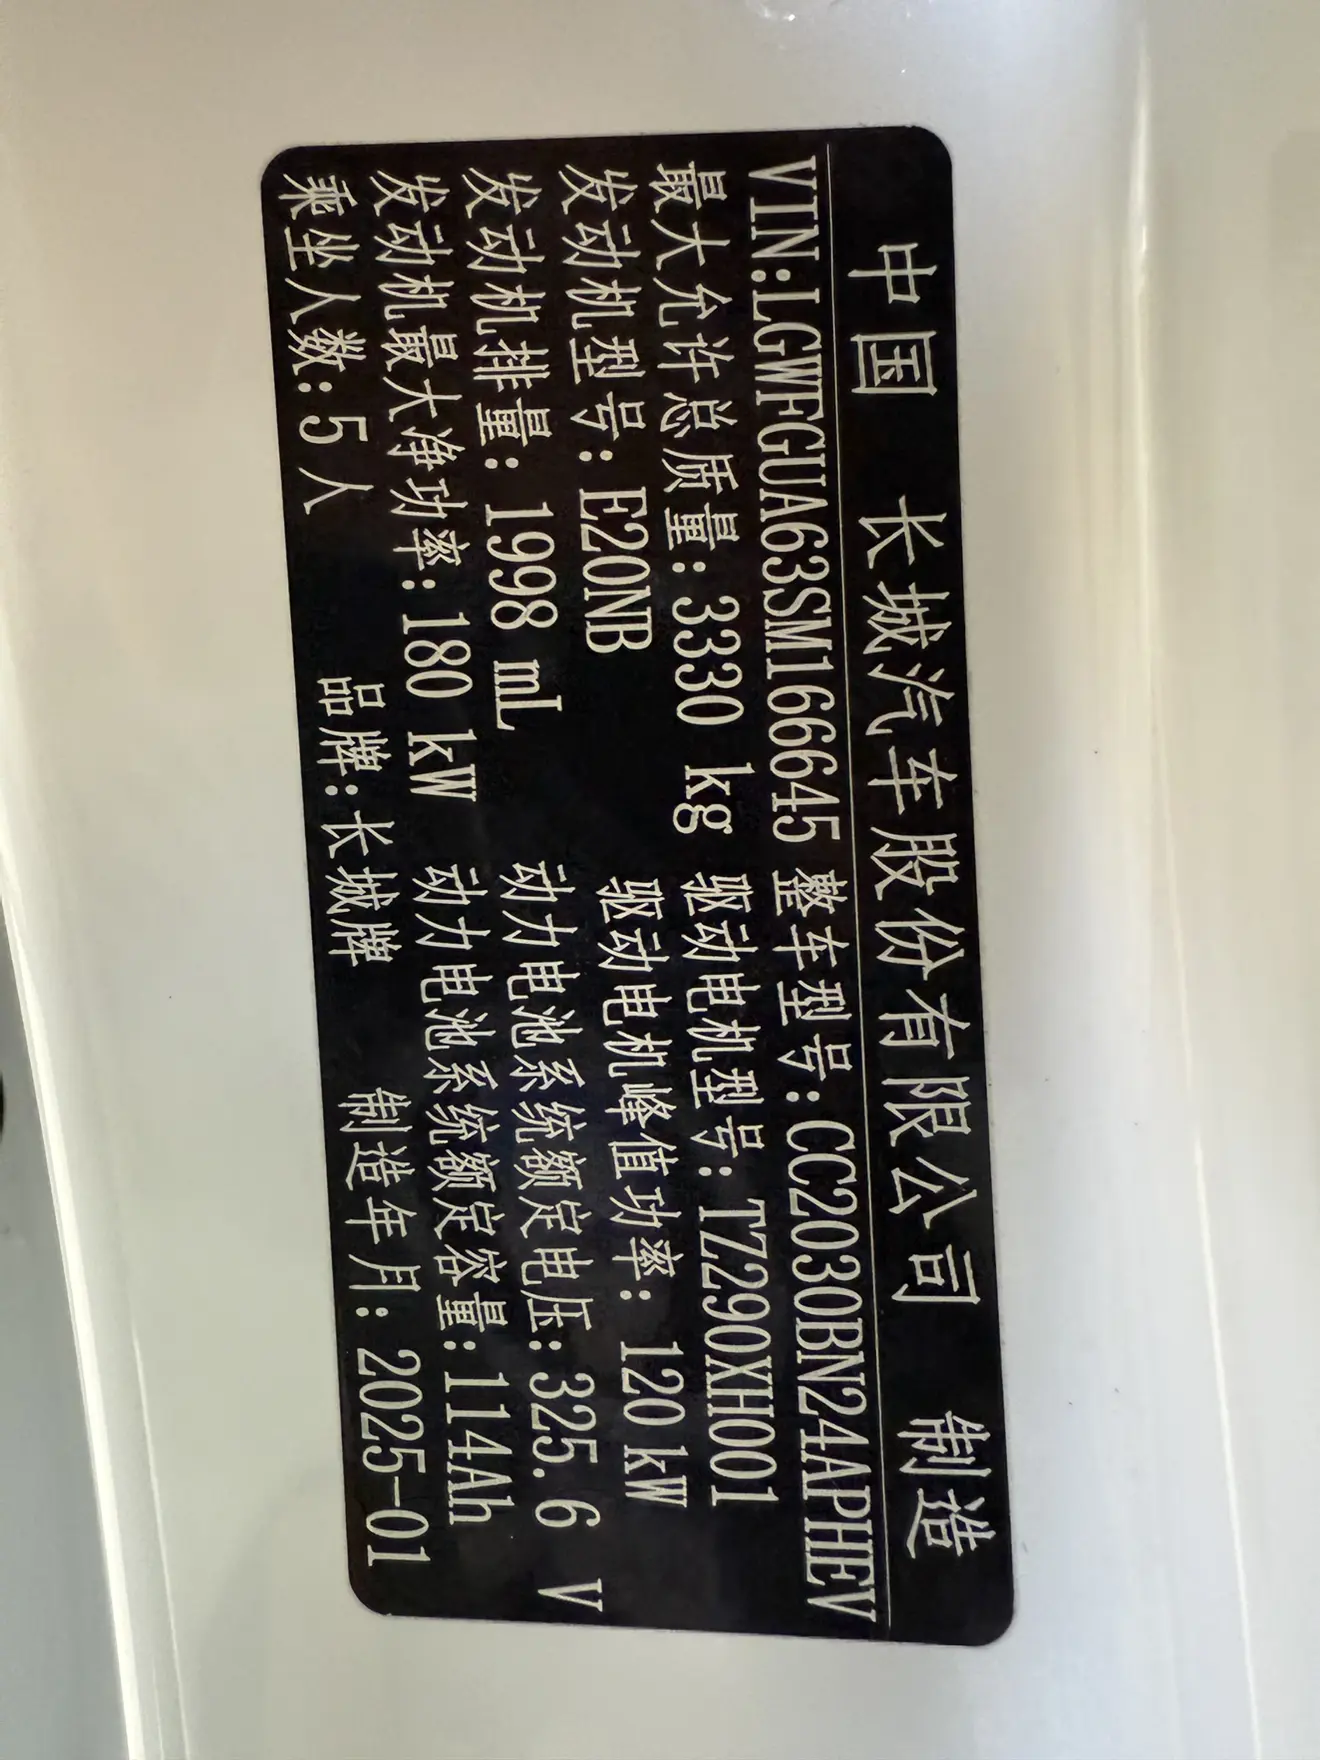 中国 长城汽车股份有限公司 制造
VIN:LGWFGUA63SM166645 整车型号:CC2030BN24APHEV
最大允许总质量:3330 kg 驱动电机型号:TZ290XH001
发动机型号:E20NB 驱动电机峰值功率:120 kW
发动机排量:1998 mL 动力电池系统额定电压:325.6 V
发动机最大净功率:180 kW 动力电池系统额定容量:114Ah
乘坐人数:5人 品牌:长城牌 制造年月:2025-01